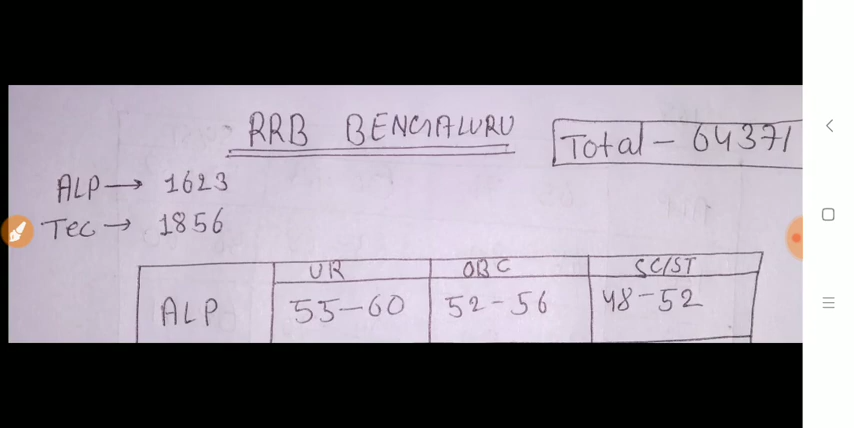 RRB BENGALURU
Total - 64371
ALP → 1623
Tec → 1856
UR OBC SC/ST
ALP 55-60 52-56 48-52